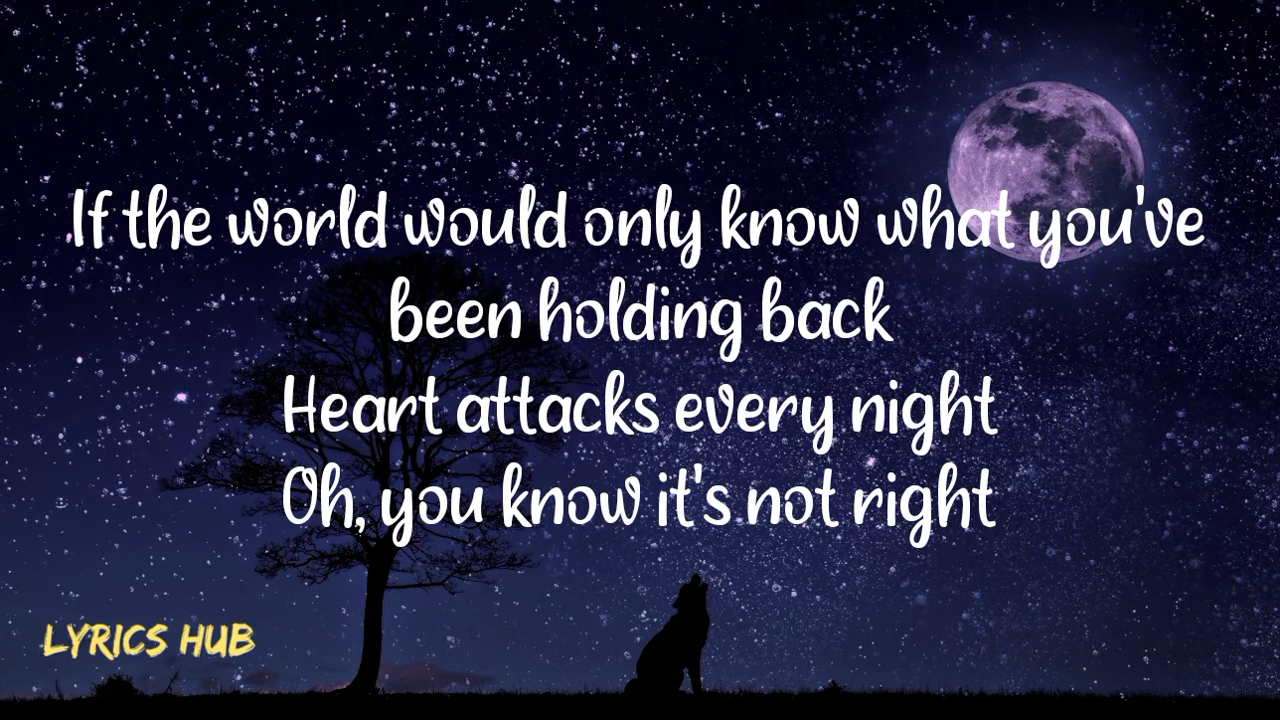 If the world would only know what you've
been holding back
Heart attacks every night
Oh, you know it's not right
LYRICS HUB